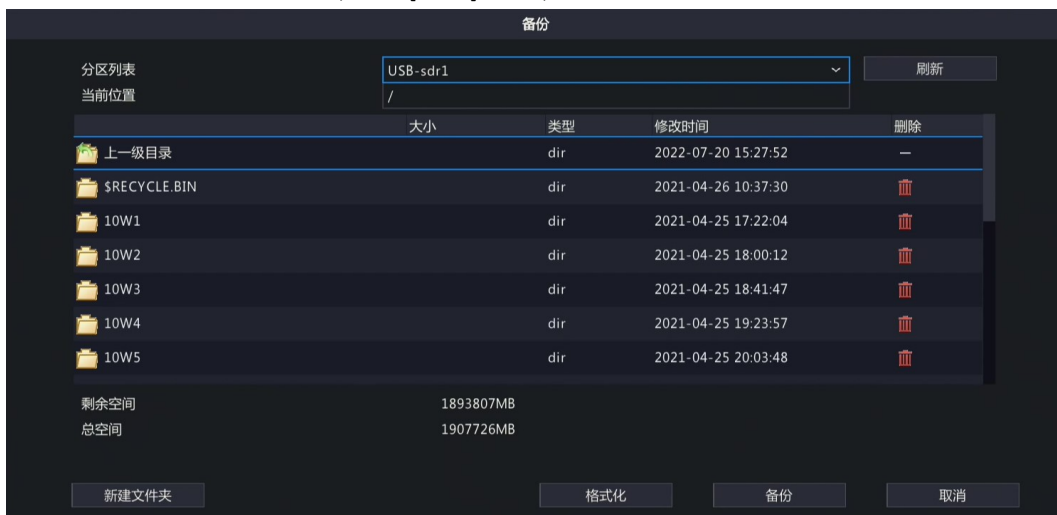 备份
分区列表 USB-sdr1 刷新
当前位置 /
大小 类型 修改时间 删除
上一级目录 dir 2022-07-20 15:27:52 —
$RECYCLE.BIN dir 2021-04-26 10:37:30
10W1 dir 2021-04-25 17:22:04
10W2 dir 2021-04-25 18:00:12
10W3 dir 2021-04-25 18:41:47
10W4 dir 2021-04-25 19:23:57
10W5 dir 2021-04-25 20:03:48
剩余空间 1893807MB
总空间 1907726MB
新建文件夹 格式化 备份 取消